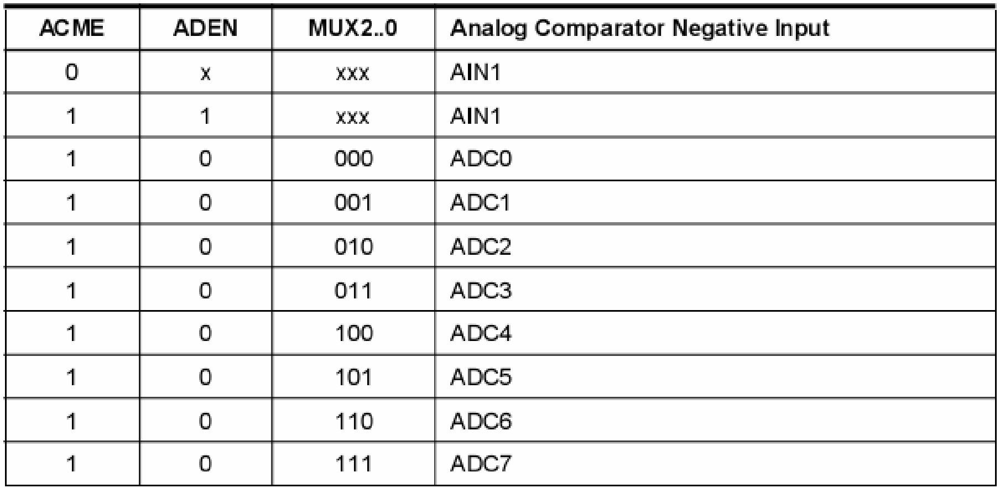 ACME ADEN MUX2..0 Analog Comparator Negative Input
0 x xxx AIN1
1 1 xxx AIN1
1 0 000 ADC0
1 0 001 ADC1
1 0 010 ADC2
1 0 011 ADC3
1 0 100 ADC4
1 0 101 ADC5
1 0 110 ADC6
1 0 111 ADC7